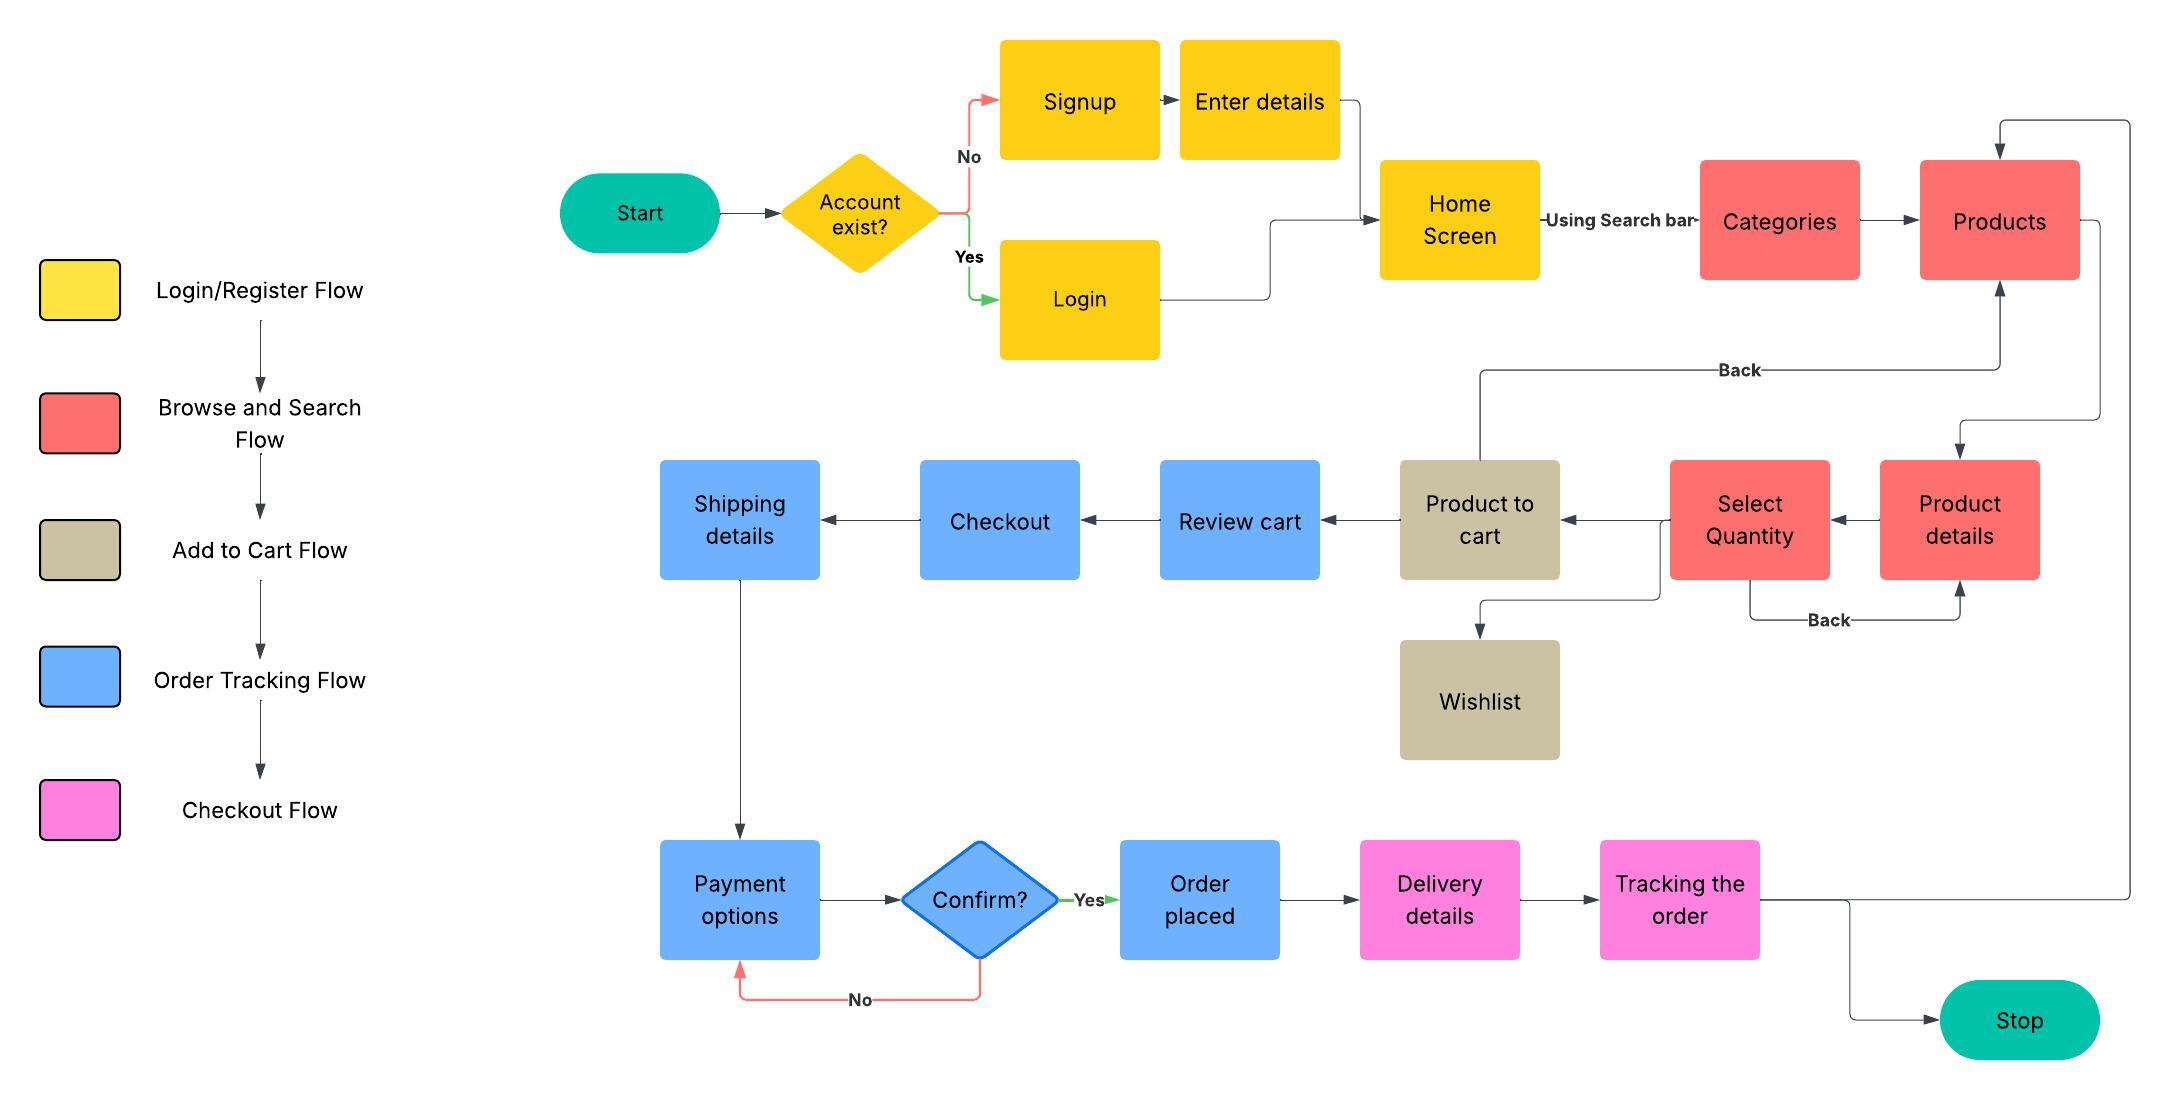 Signup
Enter details
No
Account
exist?
Start
Home
Screen
Using Search bar
Categories
Products
Yes
Login
Login/Register Flow
Back
Browse and Search
Flow
Shipping
details
Checkout
Review cart
Product to
cart
Select
Quantity
Product
details
Add to Cart Flow
Back
Order Tracking Flow
Wishlist
Checkout Flow
Payment
options
Confirm?
Yes
Order
placed
Delivery
details
Tracking the
order
No
Stop